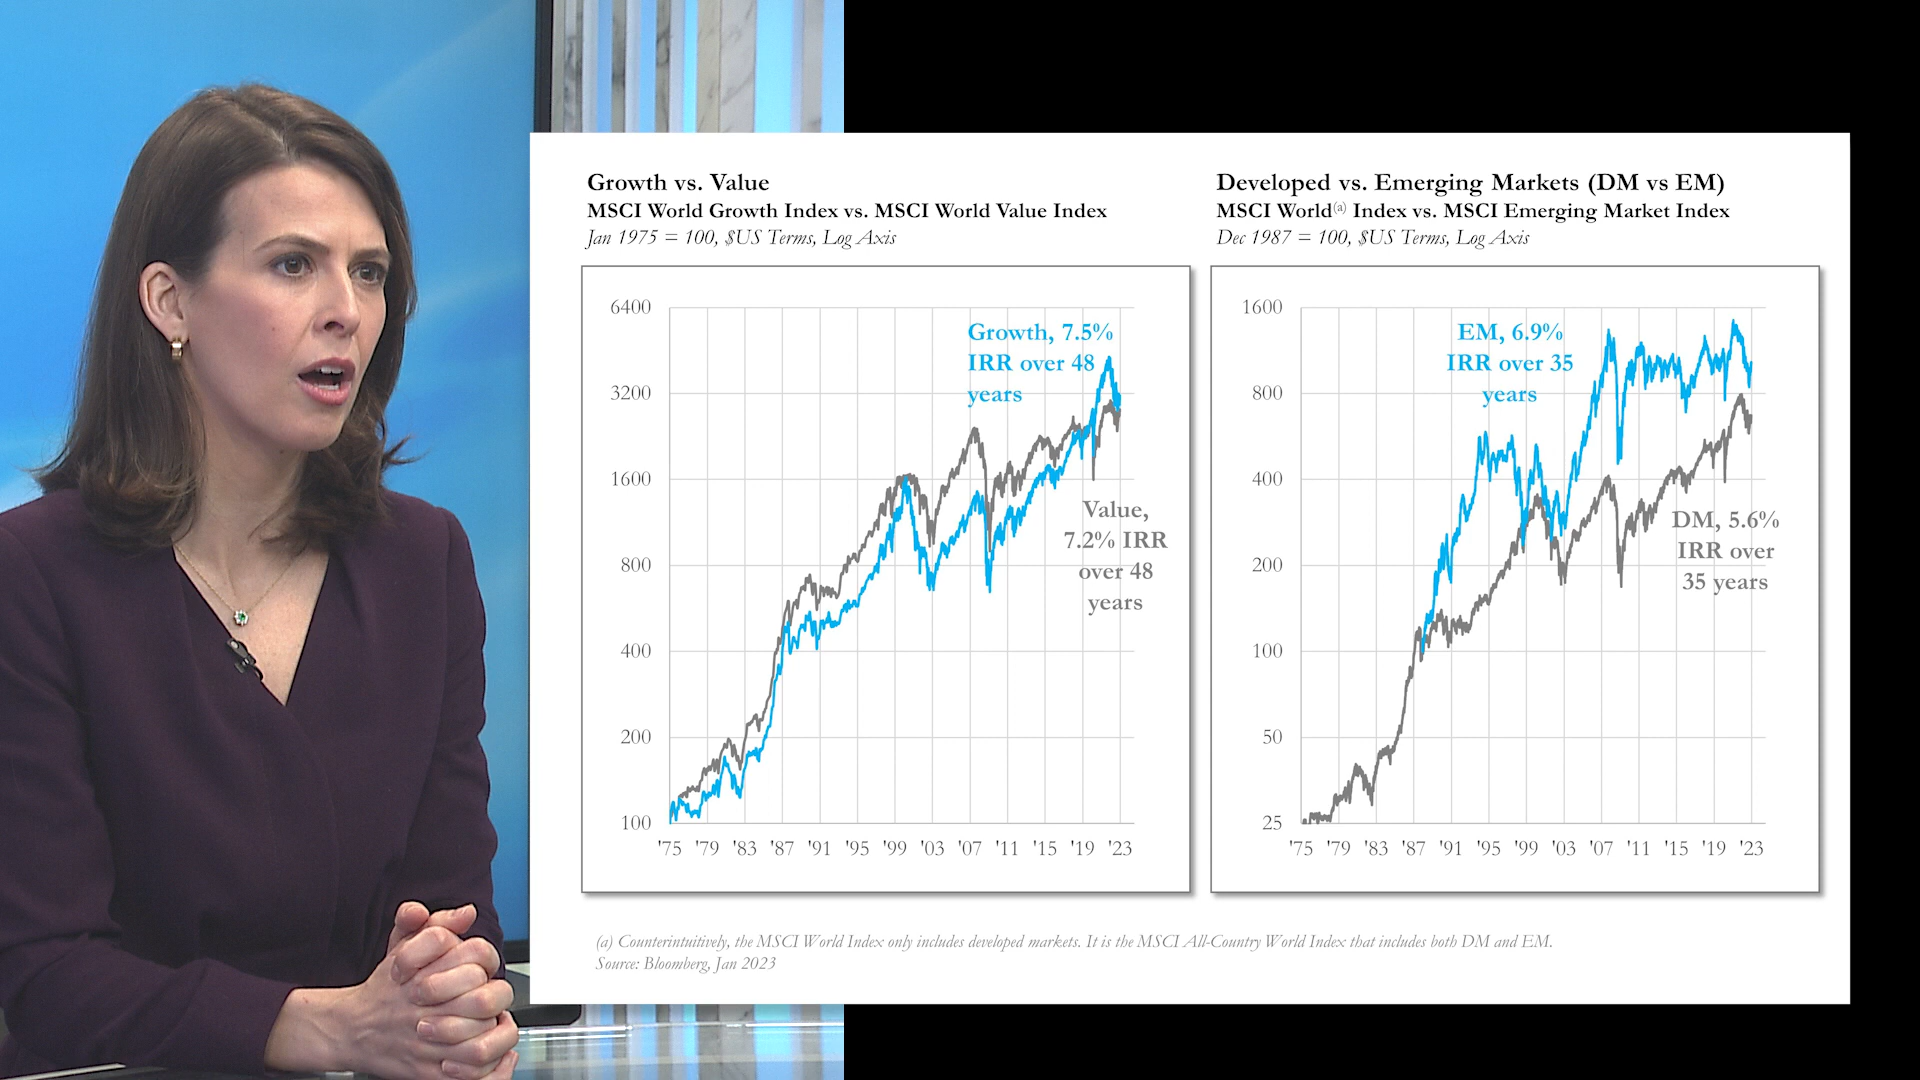 Growth vs. Value
MSCI World Growth Index vs. MSCI World Value Index
Jan 1975 = 100, $US Terms, Log Axis
6400
3200
1600
800
400
200
100
Growth, 7.5%
IRR over 48
years
Value,
7.2% IRR
over 48
years
'75 '79 '83 '87 '91 '95 '99 '03 '07 '11 '15 '19 '23
Developed vs. Emerging Markets (DM vs EM)
MSCI World(a) Index vs. MSCI Emerging Market Index
Dec 1987 = 100, $US Terms, Log Axis
1600
800
400
200
100
50
25
EM, 6.9%
IRR over 35
years
DM, 5.6%
IRR over
35 years
'75 '79 '83 '87 '91 '95 '99 '03 '07 '11 '15 '19 '23
(a) Counterintuitively, the MSCI World Index only includes developed markets. It is the MSCI All-Country World Index that includes both DM and EM.
Source: Bloomberg, Jan 2023